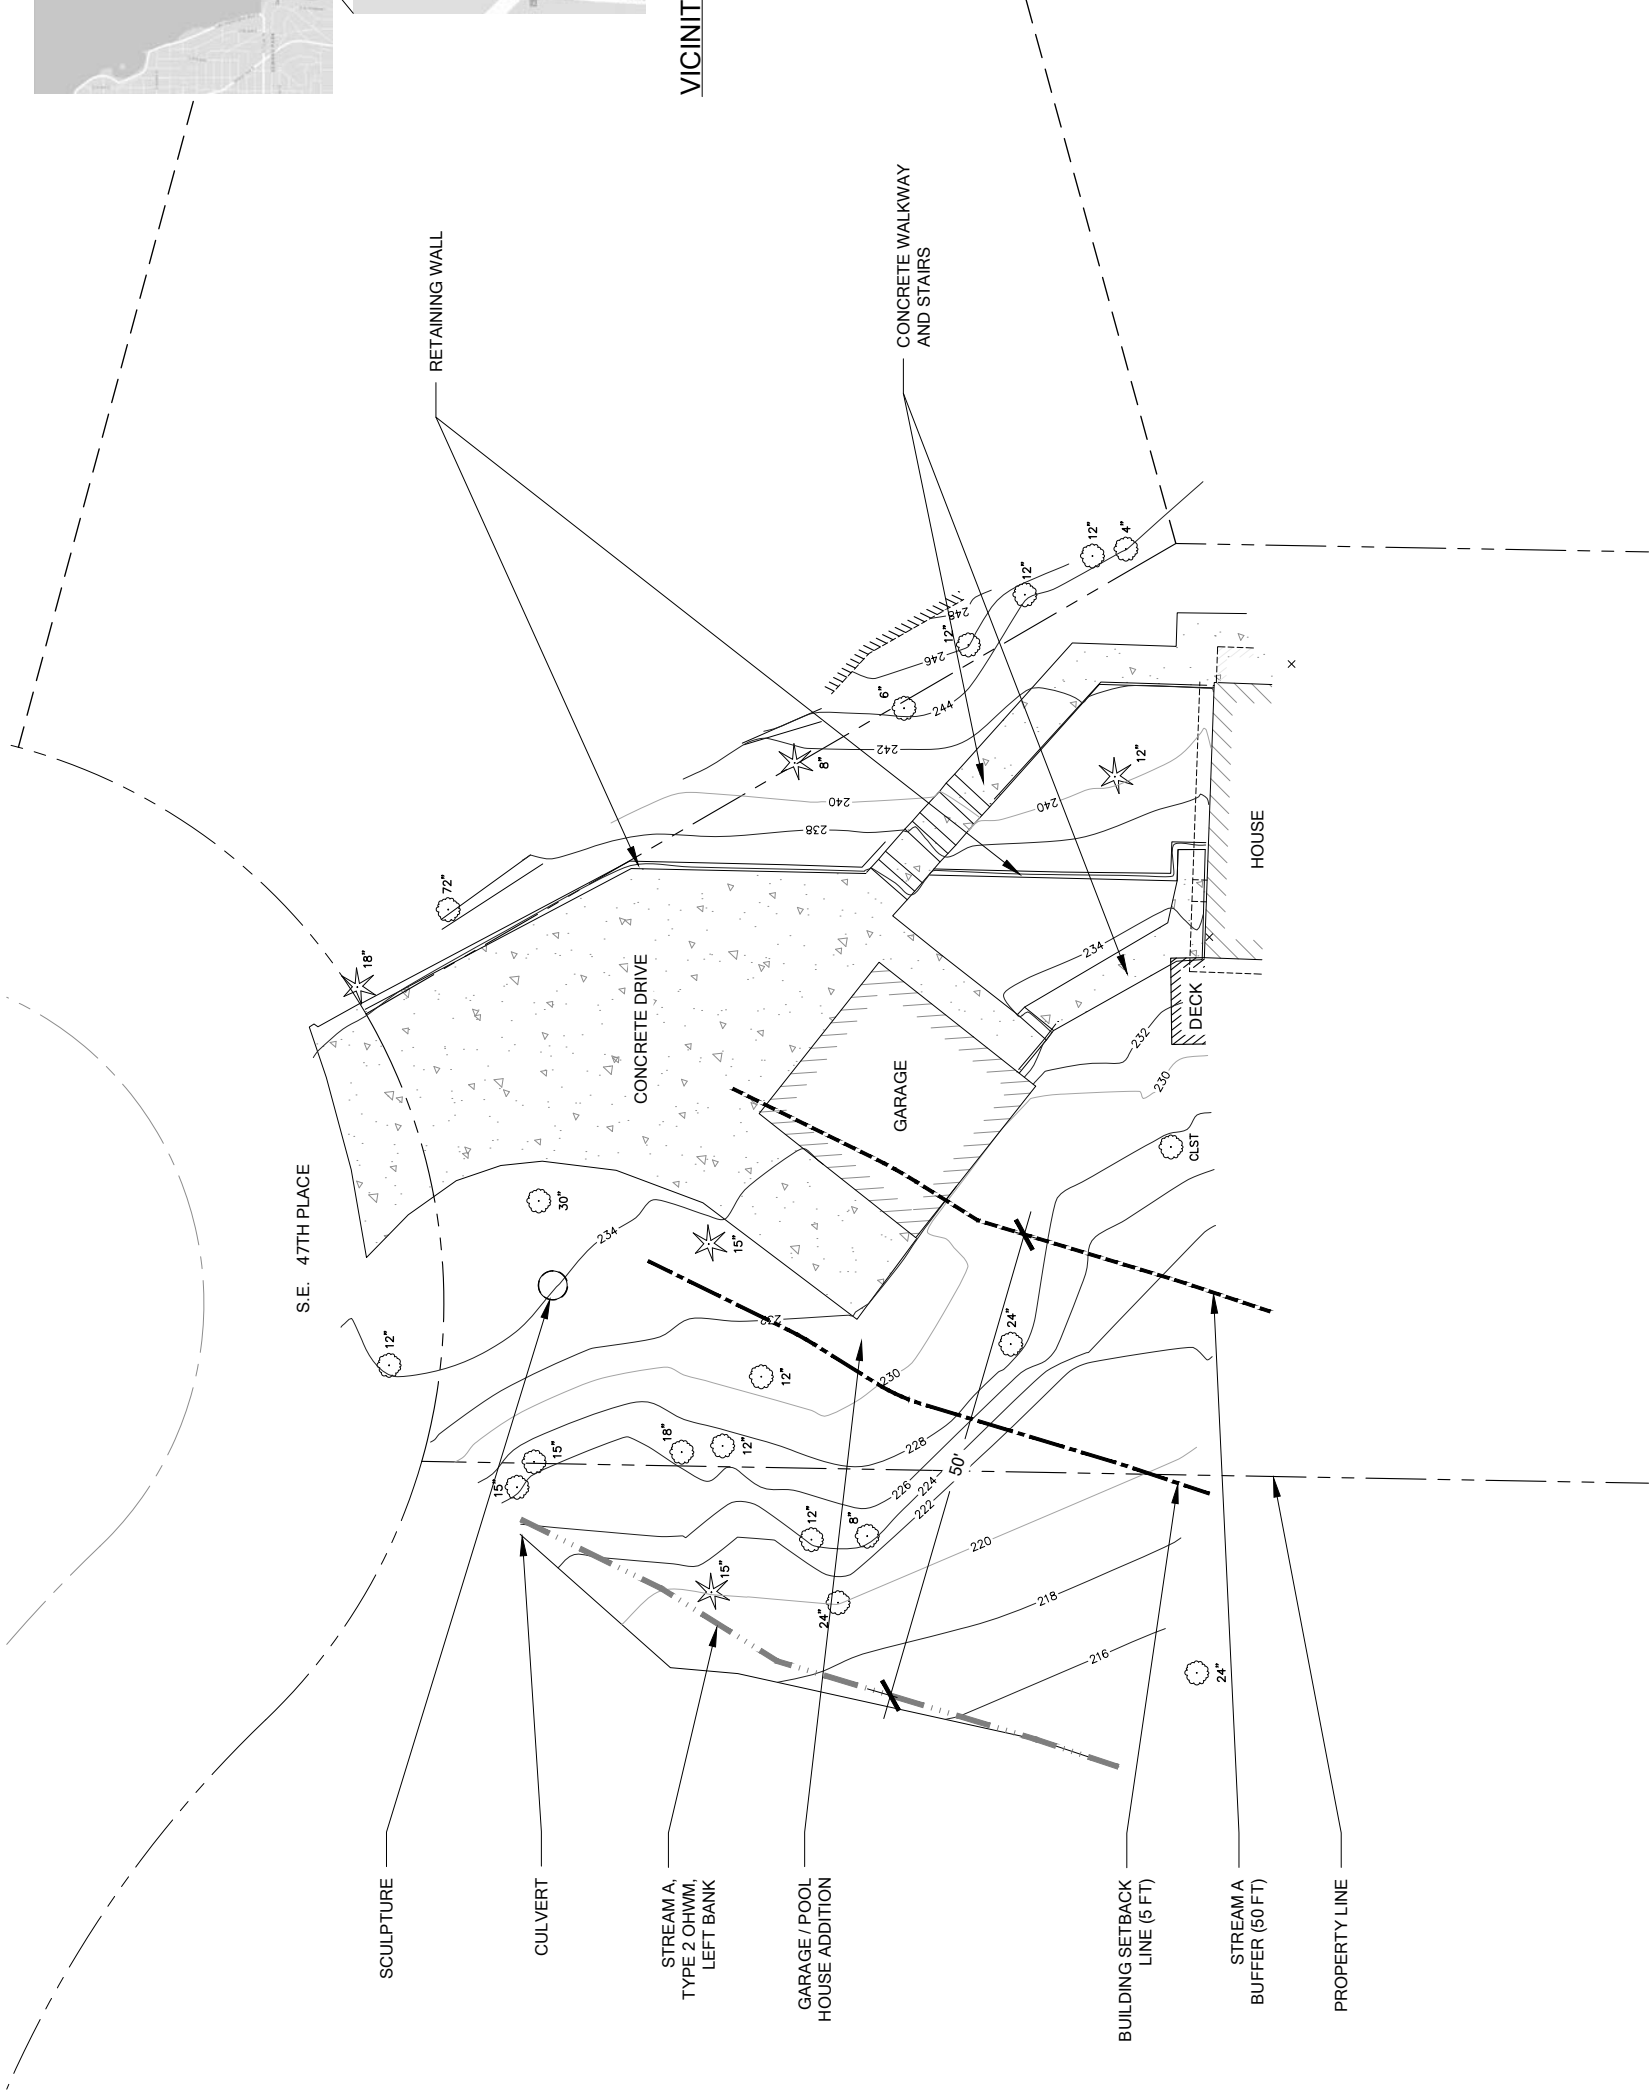 VICINIT
RETAINING WALL
CONCRETE WALKWAY
AND STAIRS
S.E. 47TH PLACE
CONCRETE DRIVE
GARAGE
HOUSE
DECK
SCULPTURE
CULVERT
STREAM A,
TYPE 2 OHWM,
LEFT BANK
GARAGE / POOL
HOUSE ADDITION
BUILDING SETBACK
LINE (5 FT)
STREAM A
BUFFER (50 FT)
PROPERTY LINE
50'
72"
18"
8"
6"
12"
12"
12"
4"
12"
30"
15"
12"
12"
24"
CLST
15"
15"
18"
12"
12"
8"
15"
24"
24"
248
246
244
242
240
238
240
234
232
230
234
232
230
228
226
224
222
220
218
216